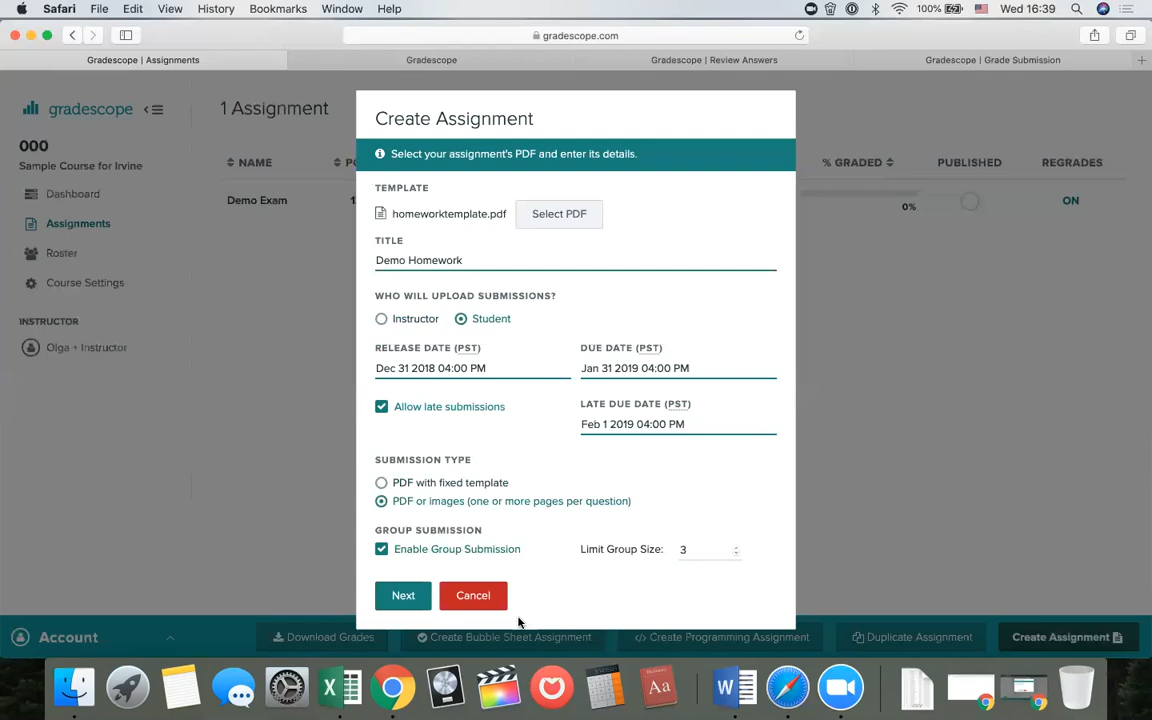 Safari File Edit View History Bookmarks Window Help 100% Wed 16:39
gradescope.com
Gradescope | Assignments Gradescope Gradescope | Review Answers Gradescope | Grade Submission
gradescope
000
Sample Course for Irvine
Dashboard
Assignments
Roster
Course Settings
INSTRUCTOR
Olga + Instructor
1 Assignment
NAME % GRADED PUBLISHED REGRADES
Demo Exam 0% ON
Create Assignment
Select your assignment's PDF and enter its details.
TEMPLATE
homeworktemplate.pdf Select PDF
TITLE
Demo Homework
WHO WILL UPLOAD SUBMISSIONS?
Instructor Student
RELEASE DATE (PST) DUE DATE (PST)
Dec 31 2018 04:00 PM Jan 31 2019 04:00 PM
Allow late submissions LATE DUE DATE (PST)
Feb 1 2019 04:00 PM
SUBMISSION TYPE
PDF with fixed template
PDF or images (one or more pages per question)
GROUP SUBMISSION
Enable Group Submission Limit Group Size: 3
Next Cancel
Account Download Grades Create Bubble Sheet Assignment </> Create Programming Assignment Duplicate Assignment Create Assignment